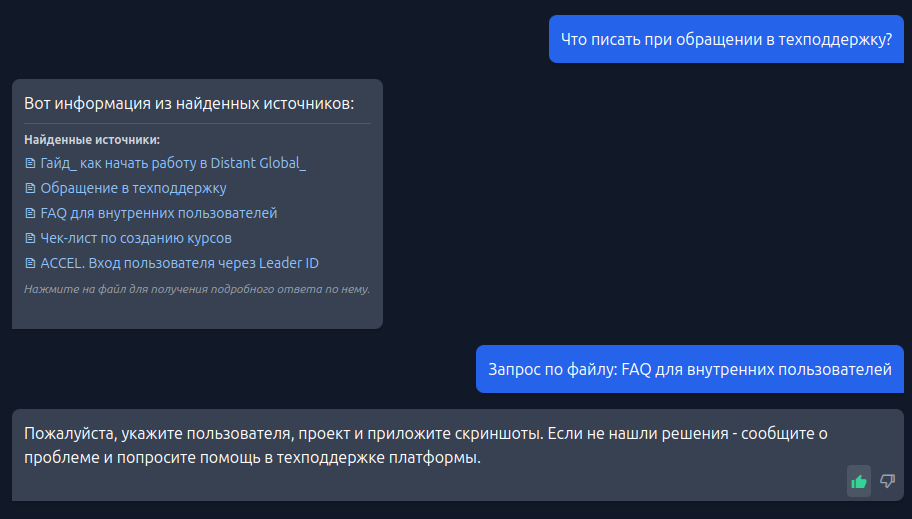 Что писать при обращении в техподдержку?
Вот информация из найденных источников:
Найденные источники:
Гайд_ как начать работу в Distant Global_
Обращение в техподдержку
FAQ для внутренних пользователей
Чек-лист по созданию курсов
ACCEL. Вход пользователя через Leader ID
Нажмите на файл для получения подробного ответа по нему.
Запрос по файлу: FAQ для внутренних пользователей
Пожалуйста, укажите пользователя, проект и приложите скриншоты. Если не нашли решения - сообщите о
проблеме и попросите помощь в техподдержке платформы.